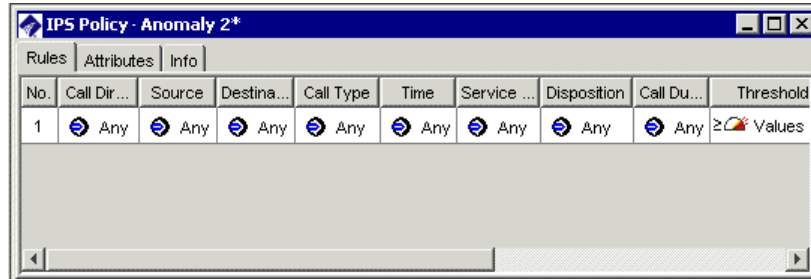 IPS Policy - Anomaly 2*
Rules Attributes Info
No. Call Dir... Source Destina... Call Type Time Service ... Disposition Call Du... Threshold
1 Any Any Any Any Any Any Any Any ≥ Values